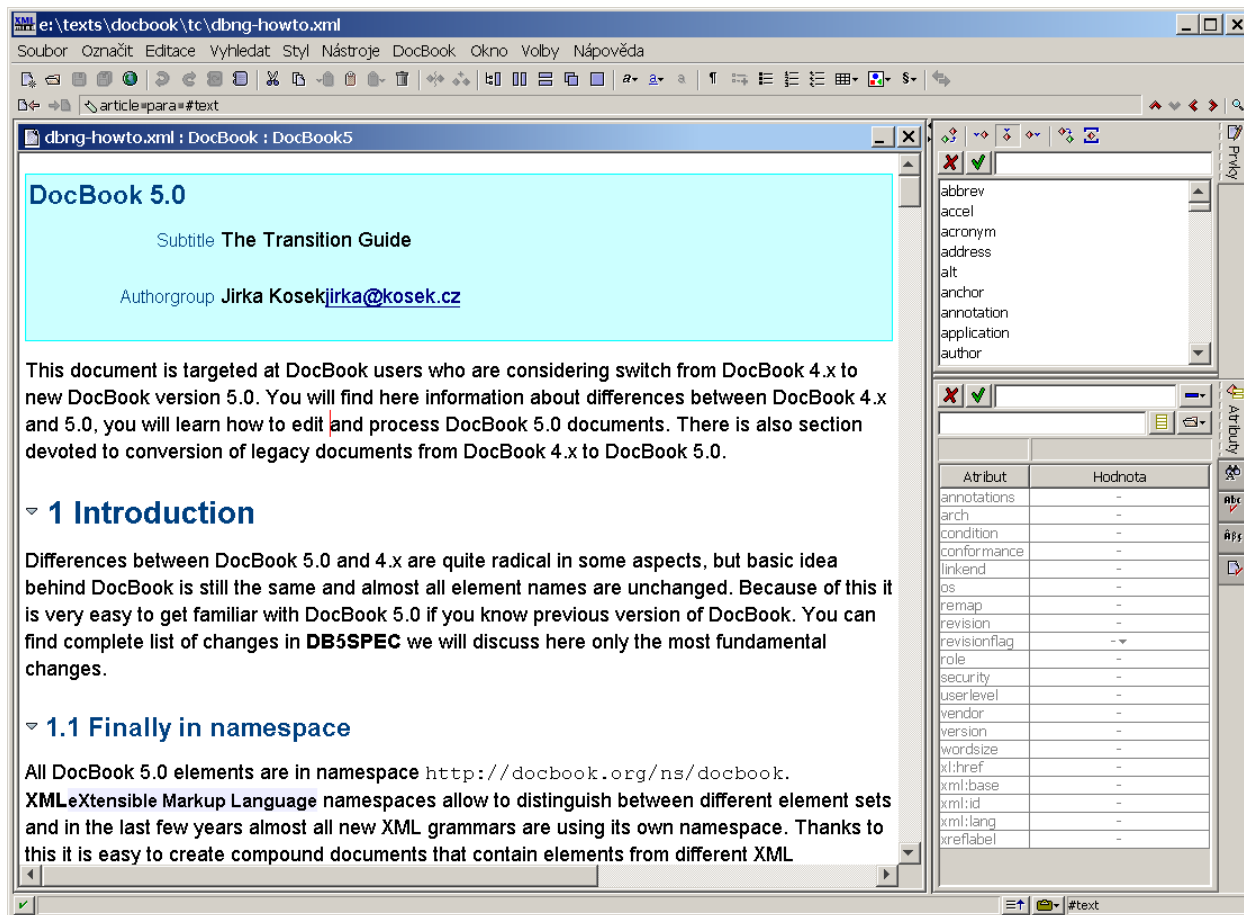 e:\texts\docbook\tc\dbng-howto.xml
Soubor Označit Editace Vyhledat Styl Nástroje DocBook Okno Volby Nápověda
article=para=#text
dbng-howto.xml : DocBook : DocBook5
DocBook 5.0
Subtitle The Transition Guide
Authorgroup Jirka Kosekjirka@kosek.cz
This document is targeted at DocBook users who are considering switch from DocBook 4.x to
new DocBook version 5.0. You will find here information about differences between DocBook 4.x
and 5.0, you will learn how to edit and process DocBook 5.0 documents. There is also section
devoted to conversion of legacy documents from DocBook 4.x to DocBook 5.0.
1 Introduction
Differences between DocBook 5.0 and 4.x are quite radical in some aspects, but basic idea
behind DocBook is still the same and almost all element names are unchanged. Because of this it
is very easy to get familiar with DocBook 5.0 if you know previous version of DocBook. You can
find complete list of changes in DB5SPEC we will discuss here only the most fundamental
changes.
1.1 Finally in namespace
All DocBook 5.0 elements are in namespace http://docbook.org/ns/docbook.
XMLeXtensible Markup Language namespaces allow to distinguish between different element sets
and in the last few years almost all new XML grammars are using its own namespace. Thanks to
this it is easy to create compound documents that contain elements from different XML
Prvky
abbrev
accel
acronym
address
alt
anchor
annotation
application
author
Atributy
Atribut Hodnota
annotations -
arch -
condition -
conformance -
linkend -
os -
remap -
revision -
revisionflag -
role -
security -
userlevel -
vendor -
version -
wordsize -
xl:href -
xml:base -
xml:id -
xml:lang -
xreflabel -
#text